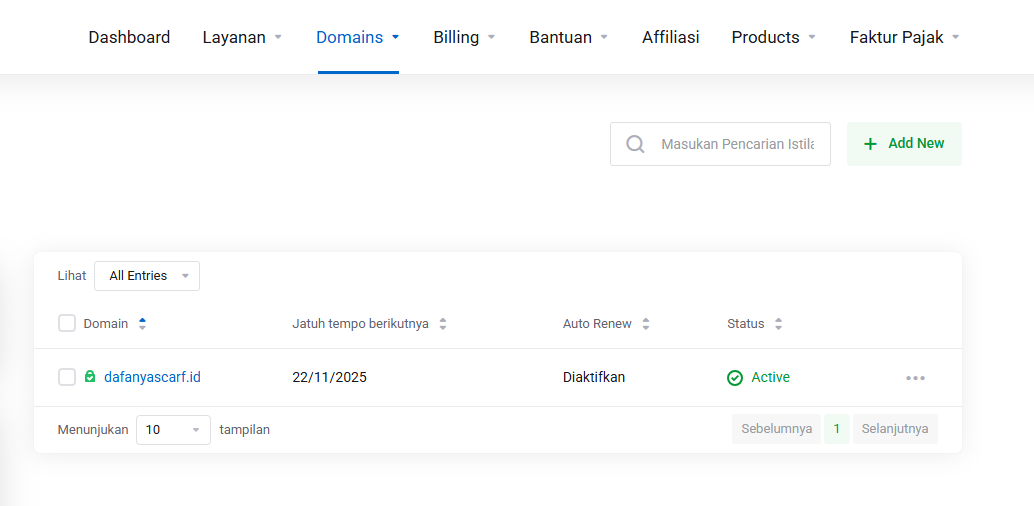 Dashboard Layanan Domains Billing Bantuan Affiliasi Products Faktur Pajak
Masukan Pencarian Istila Add New
Lihat All Entries
Domain Jatuh tempo berikutnya Auto Renew Status
dafanyascarf.id 22/11/2025 Diaktifkan Active
Menunjukan 10 tampilan Sebelumnya 1 Selanjutnya